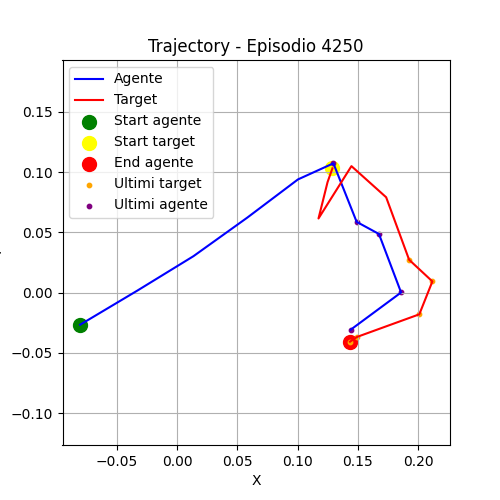 Trajectory - Episodio 4250
Agente
Target
Start agente
Start target
End agente
Ultimi target
Ultimi agente
0.15
0.10
0.05
0.00
−0.05
−0.10
−0.05
0.00
0.05
0.10
0.15
0.20
X